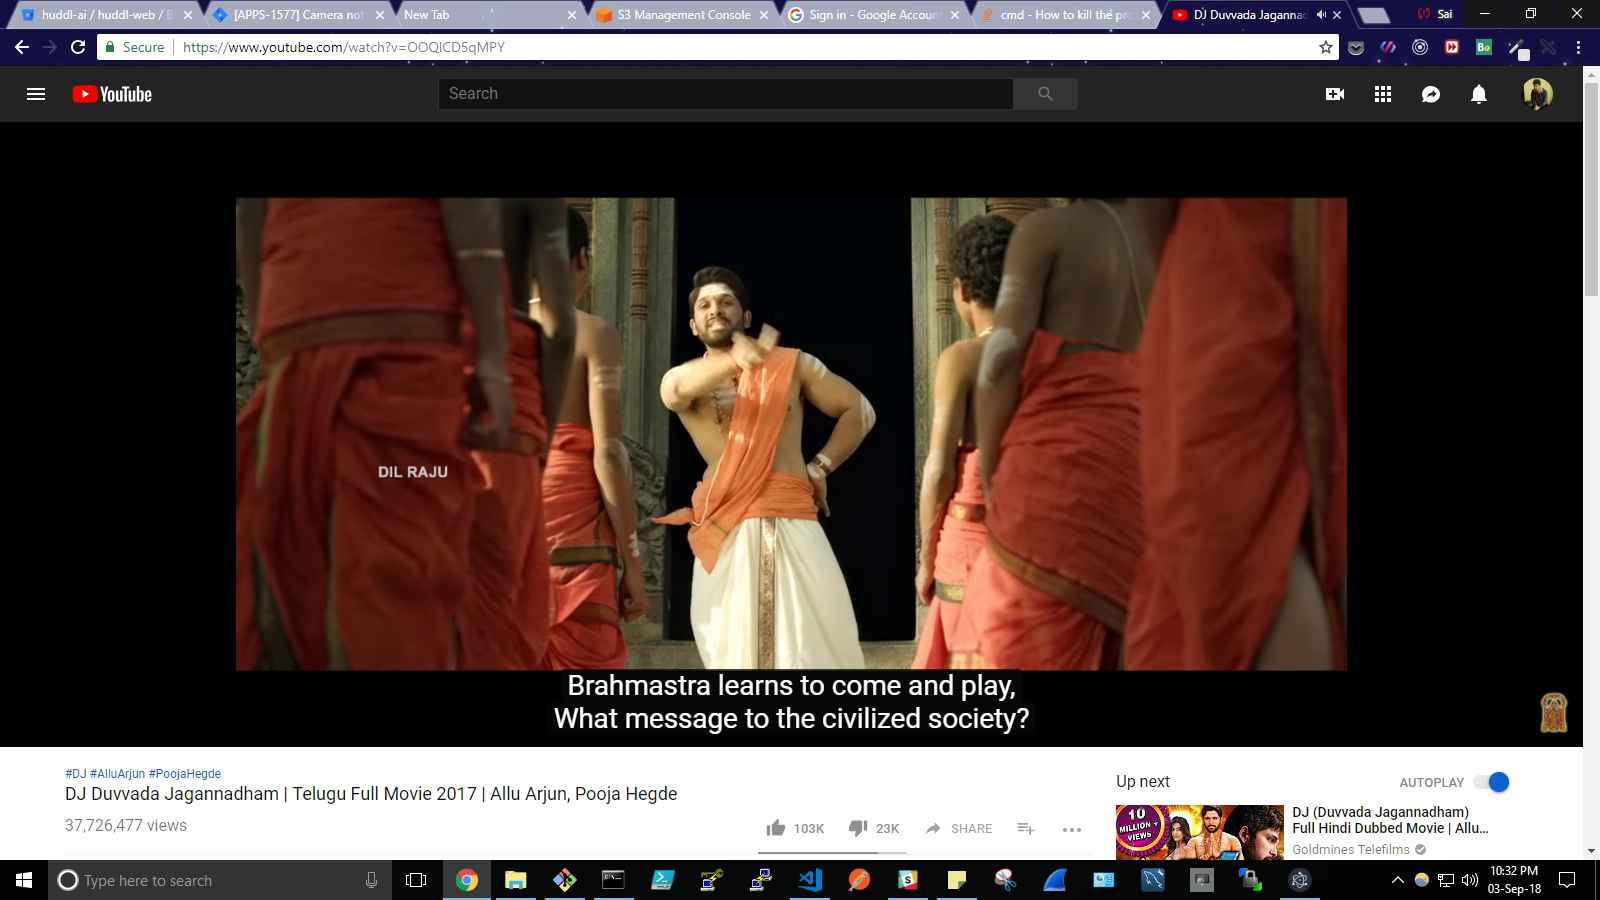 huddl-ai / huddl-web /
[APPS-1577] Camera not
New Tab
S3 Management Console
Sign in - Google Accoun
cmd - How to kill the pro
DJ Duvvada Jagannad
Sai
Secure
https://www.youtube.com/watch?v=OOQICD5qMPY
YouTube
Search
DIL RAJU
Brahmastra learns to come and play,
What message to the civilized society?
#DJ #AlluArjun #PoojaHegde
DJ Duvvada Jagannadham | Telugu Full Movie 2017 | Allu Arjun, Pooja Hegde
37,726,477 views
103K
23K
SHARE
Up next
AUTOPLAY
10
MILLION +
VIEWS
DJ (Duvvada Jagannadham)
Full Hindi Dubbed Movie | Allu...
Goldmines Telefilms
Type here to search
10:32 PM
03-Sep-18